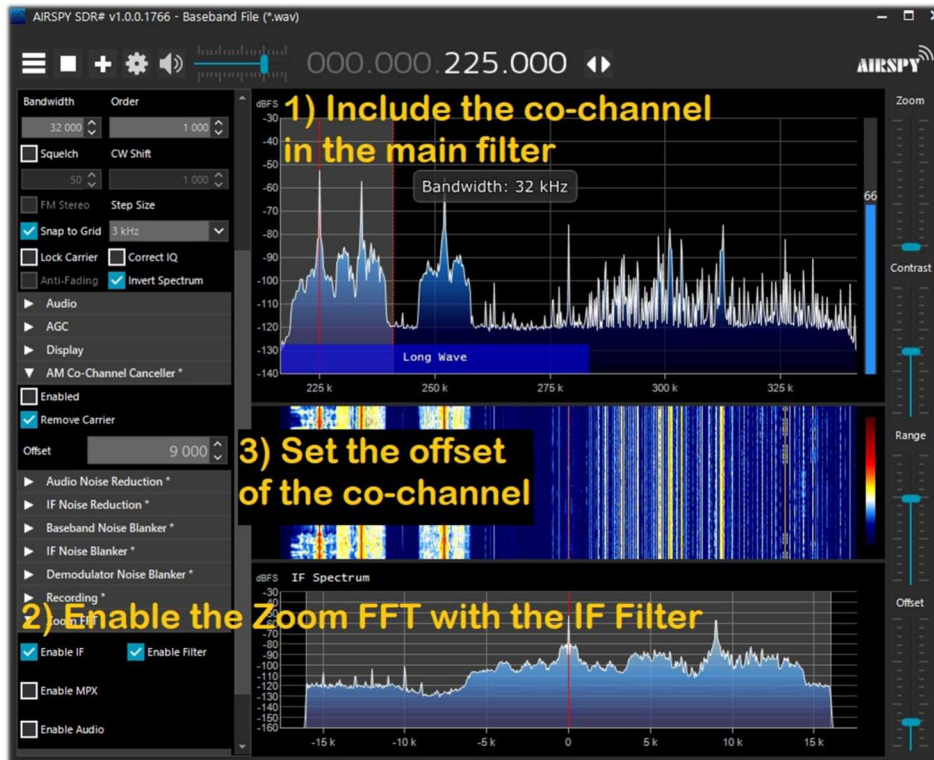 AIRSPY SDR# v1.0.0.1766 - Baseband File (*.wav)
000.000.225.000
AIRSPY
Bandwidth Order
32 000 1 000
Squelch CW Shift
50 1 000
FM Stereo Step Size
Snap to Grid 3 kHz
Lock Carrier Correct IQ
Anti-Fading Invert Spectrum
Audio
AGC
Display
AM Co-Channel Canceller *
Enabled
Remove Carrier
Offset 9 000
Audio Noise Reduction *
IF Noise Reduction *
Baseband Noise Blanker *
IF Noise Blanker *
Demodulator Noise Blanker *
Recording *
Zoom FFT
Enable IF Enable Filter
Enable MPX
Enable Audio
1) Include the co-channel
in the main filter
dBFS
-30
-50
-60
-70
-80
-90
-100
-110
-120
-130
-140
Bandwidth: 32 kHz
66
Long Wave
225 k 250 k 275 k 300 k 325 k
3) Set the offset
of the co-channel
2) Enable the Zoom FFT with the IF Filter
dBFS IF Spectrum
-30
-70
-80
-90
-100
-110
-120
-130
-140
-150
-160
-15 k -10 k -5 k 0 5 k 10 k 15 k
Zoom
Contrast
Range
Offset